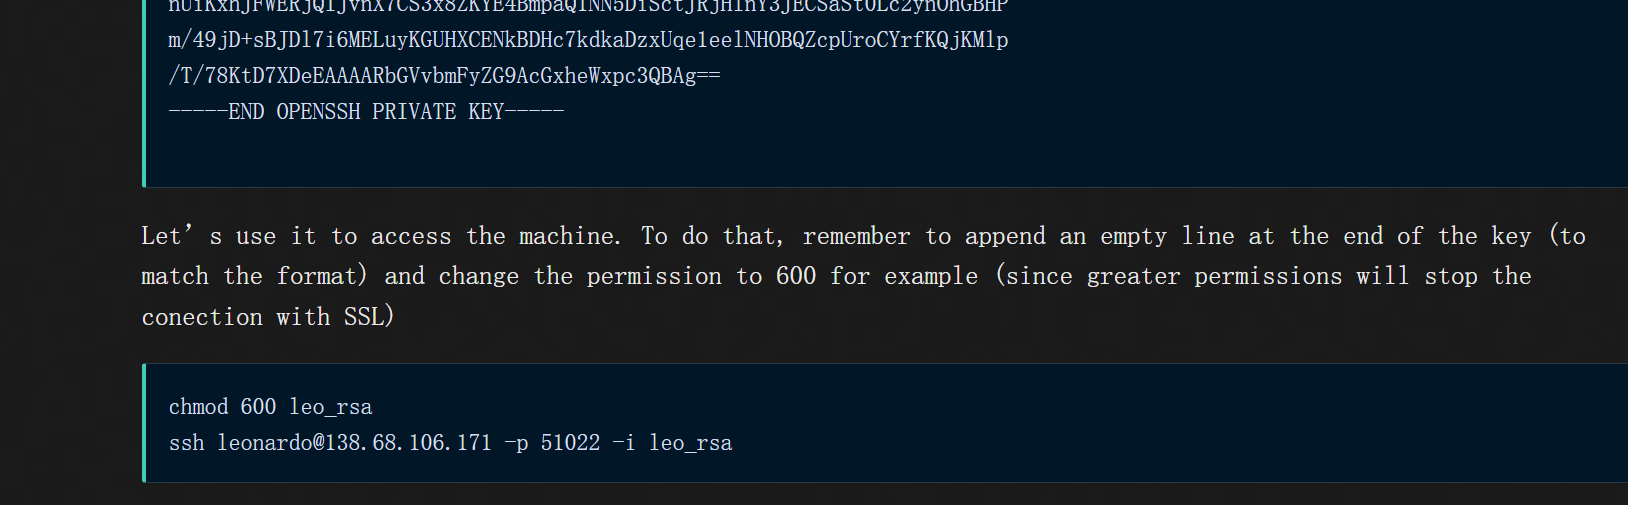 m/49jD+sBJDl7i6MELuyKGUHXCENkBDHc7kdkaDzxUqe1eelNHOBQZcpUroCYrfKQjKMlp
/T/78KtD7XDeEAAAARbGVvbmFyZG9AcGxheWxpc3QBAg==
-----END OPENSSH PRIVATE KEY-----
Let’s use it to access the machine. To do that, remember to append an empty line at the end of the key (to
match the format) and change the permission to 600 for example (since greater permissions will stop the
conection with SSL)
chmod 600 leo_rsa
ssh leonardo@138.68.106.171 -p 51022 -i leo_rsa